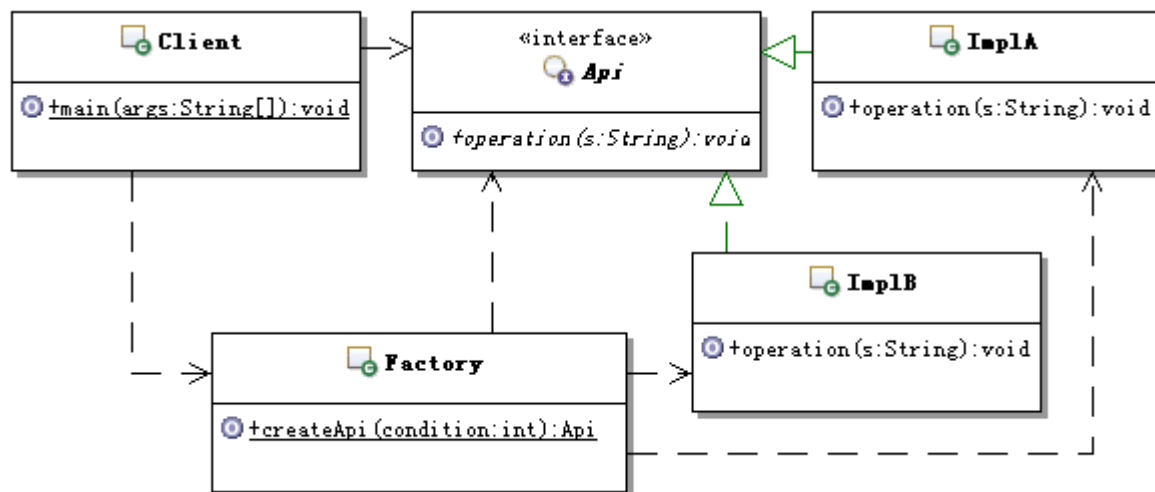 Client
+main(args:String[]):void
«interface»
Api
+operation(s:String):void
ImplA
+operation(s:String):void
ImplB
+operation(s:String):void
Factory
+createApi(condition:int):Api